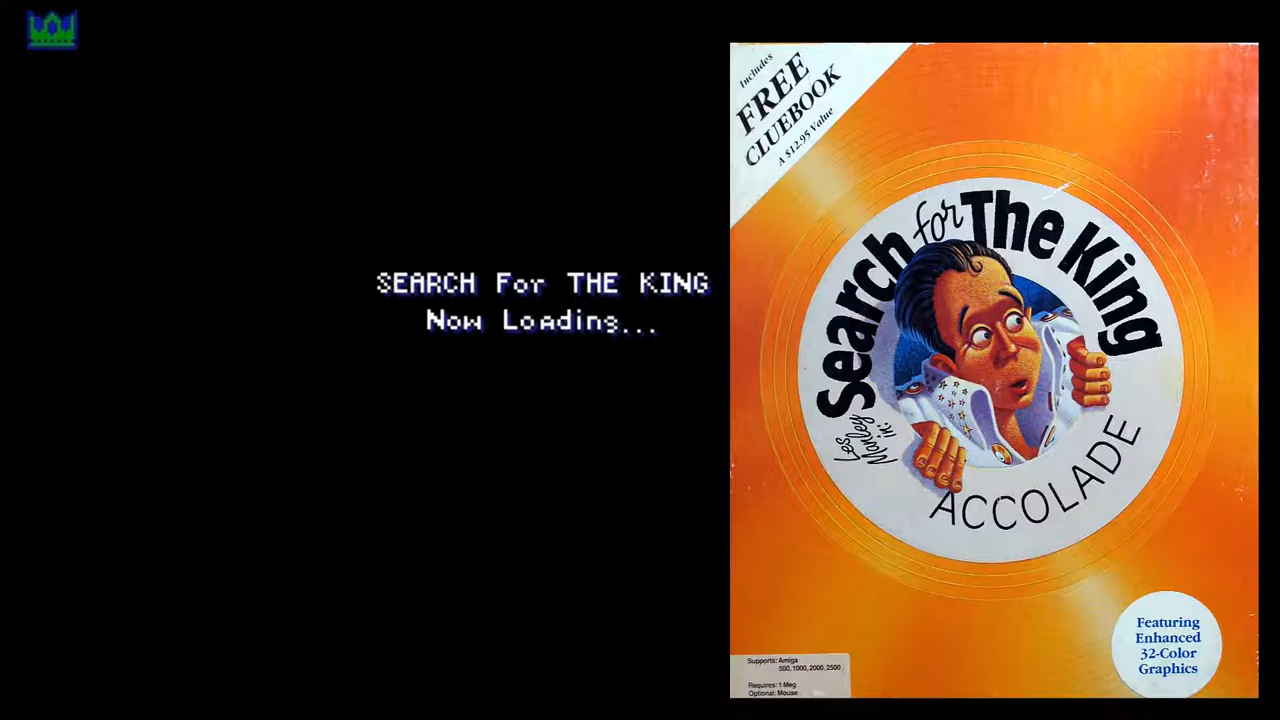 SEARCH For THE KING
Now Loading...
Includes
FREE
CLUEBOOK
A $12.95 Value
Les
Manley
in:
Search for The King
ACCOLADE
Featuring
Enhanced
32-Color
Graphics
Supports: Amiga
500, 1000, 2000, 2500
Requires: 1 Meg
Optional: Mouse